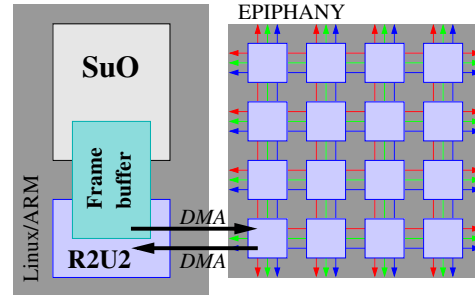 EPIPHANY
SuO
Frame
buffer
Linux/ARM
DMA
DMA
R2U2